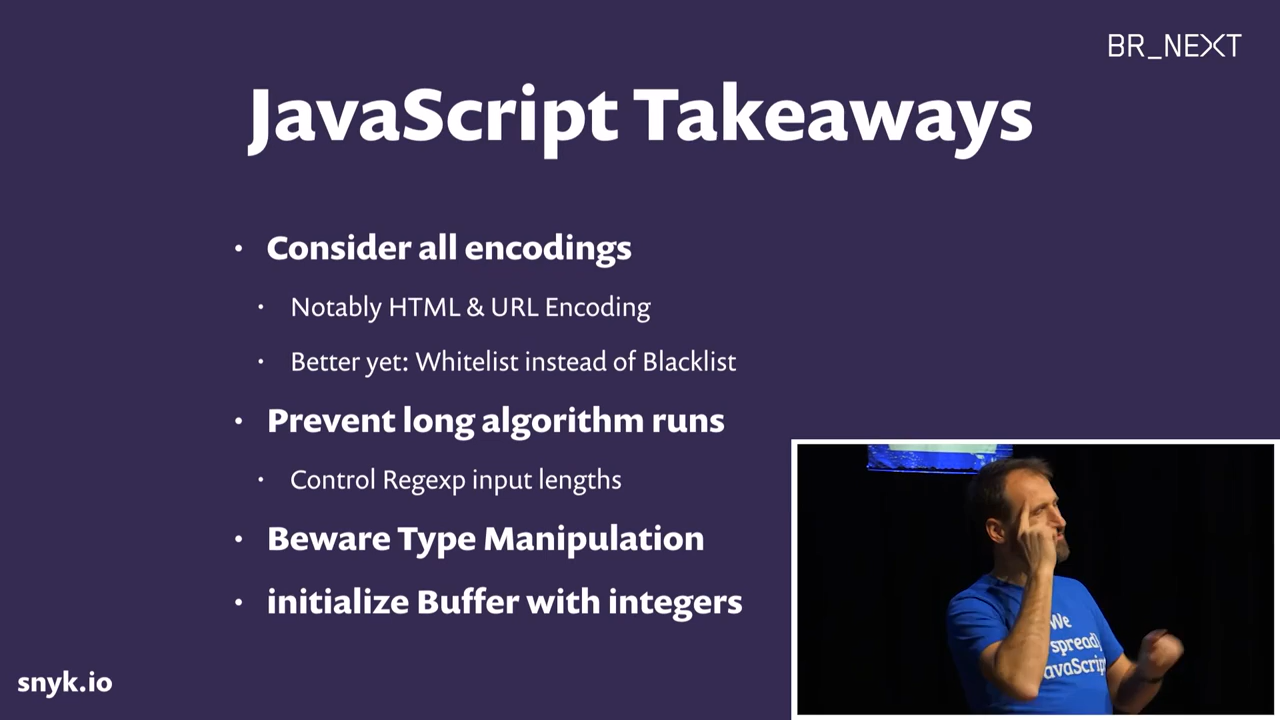 BR_NEXT
JavaScript Takeaways
• Consider all encodings
• Notably HTML & URL Encoding
• Better yet: Whitelist instead of Blacklist
• Prevent long algorithm runs
• Control Regexp input lengths
• Beware Type Manipulation
• initialize Buffer with integers
We
spread
JavaScript
snyk.io